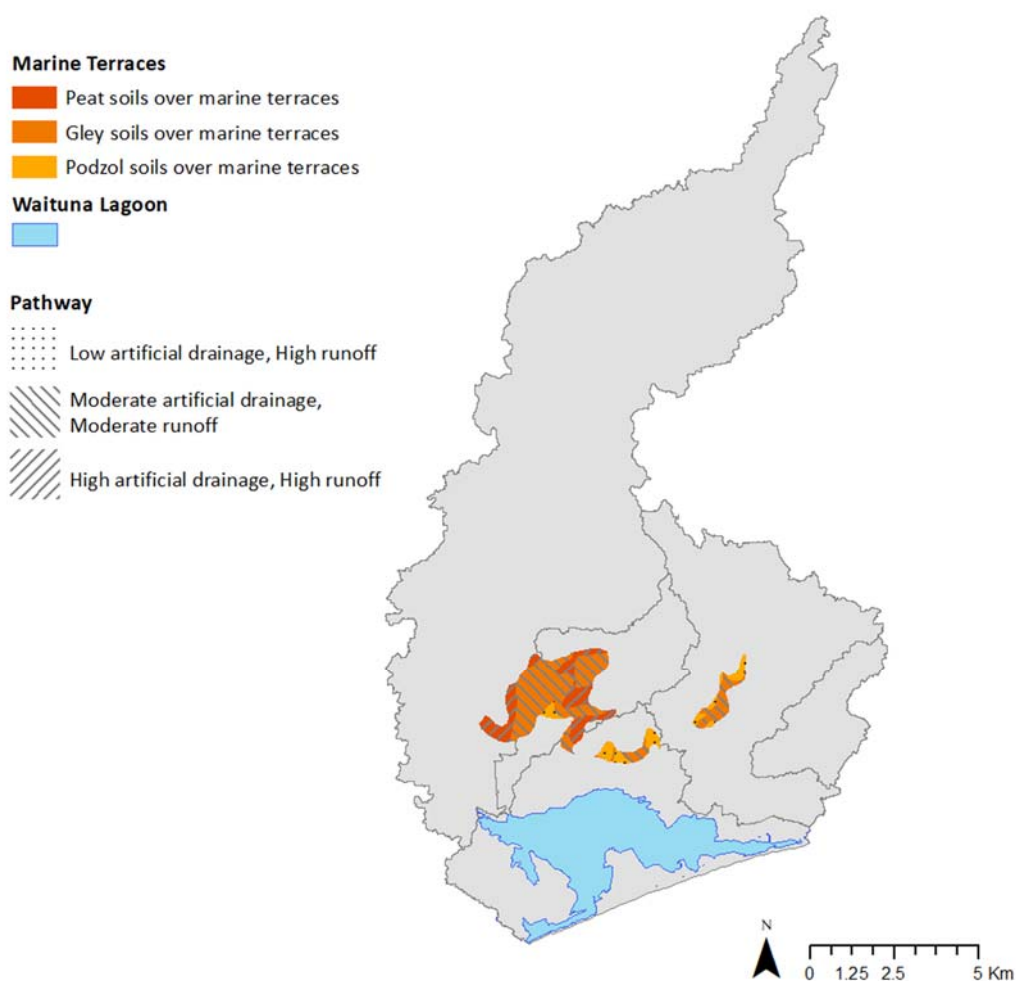 Marine Terraces
Peat soils over marine terraces
Gley soils over marine terraces
Podzol soils over marine terraces
Waituna Lagoon
Pathway
Low artificial drainage, High runoff
Moderate artificial drainage,
Moderate runoff
High artificial drainage, High runoff
N
0 1.25 2.5 5 Km